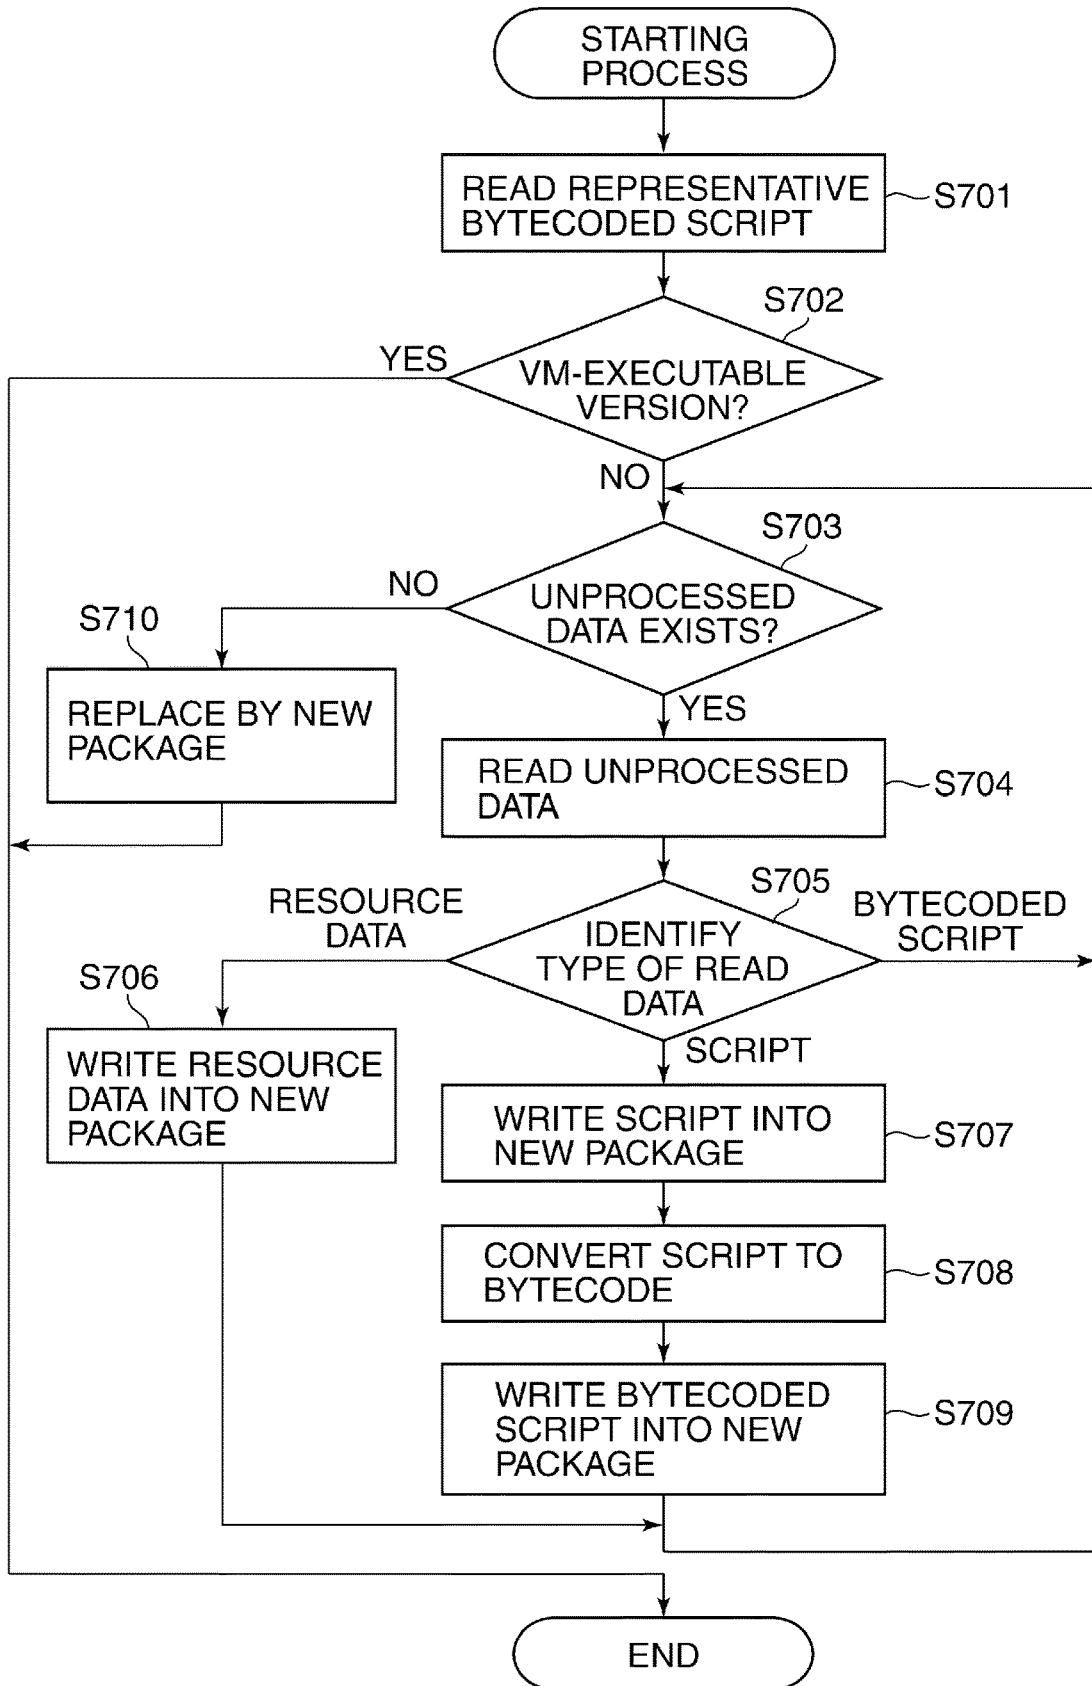 STARTING
PROCESS
READ REPRESENTATIVE
BYTECODED SCRIPT
S701
S702
YES
VM-EXECUTABLE
VERSION?
NO
S703
NO
UNPROCESSED
DATA EXISTS?
S710
REPLACE BY NEW
PACKAGE
YES
READ UNPROCESSED
DATA
S704
RESOURCE
DATA
S705
BYTECODED
SCRIPT
IDENTIFY
TYPE OF READ
DATA
S706
WRITE RESOURCE
DATA INTO NEW
PACKAGE
SCRIPT
WRITE SCRIPT INTO
NEW PACKAGE
S707
CONVERT SCRIPT TO
BYTECODE
S708
WRITE BYTECODED
SCRIPT INTO NEW
PACKAGE
S709
END